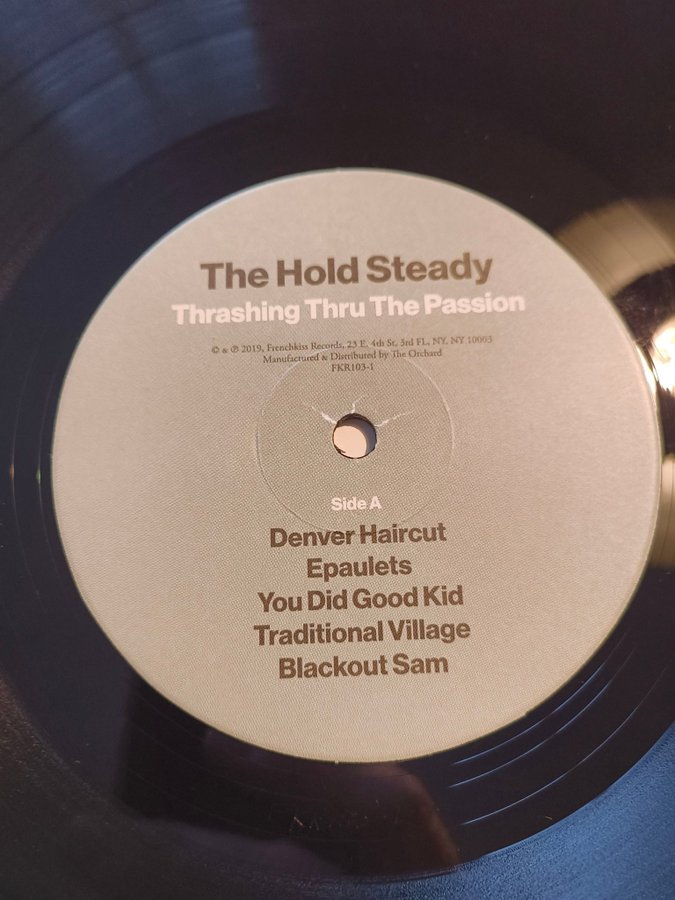 The Hold Steady
Thrashing Thru The Passion
© & ℗ 2019, Frenchkiss Records, 23 E. 4th St, 3rd FL, NY, NY 10003
Manufactured & Distributed by The Orchard
FKR103-1
Side A
Denver Haircut
Epaulets
You Did Good Kid
Traditional Village
Blackout Sam